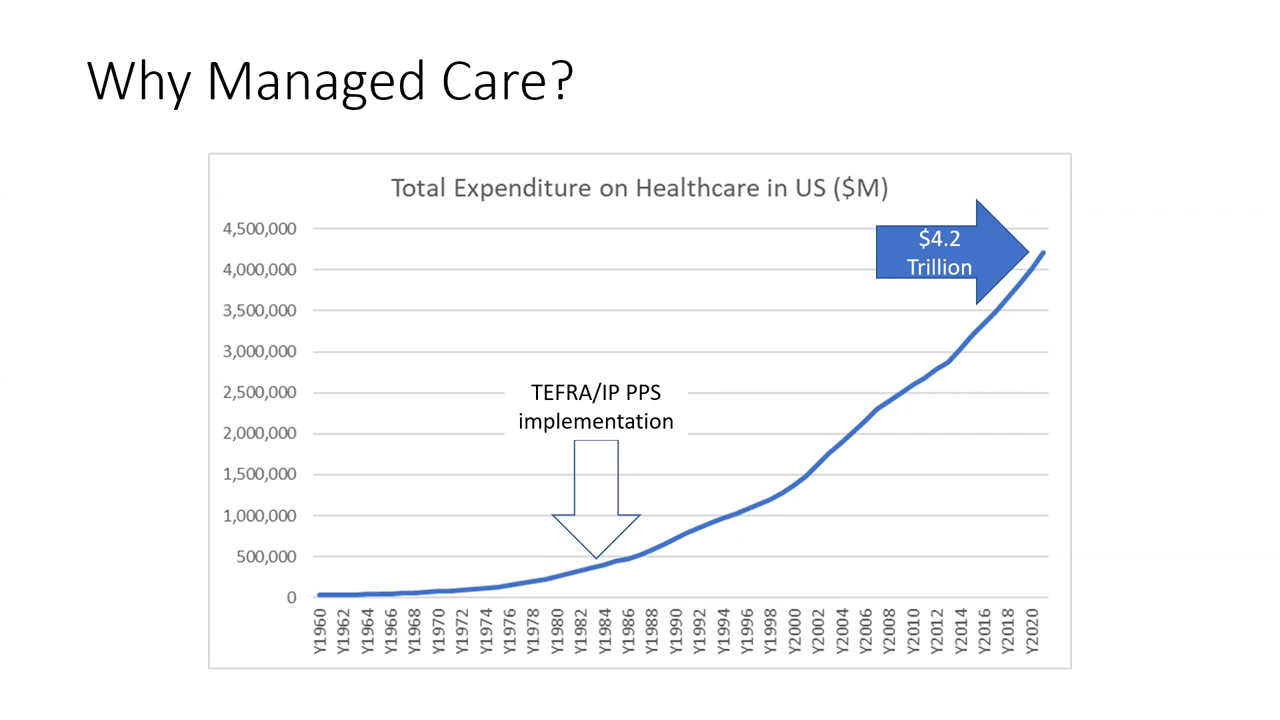 Why Managed Care?
Total Expenditure on Healthcare in US ($M)
4,500,000
4,000,000
3,500,000
3,000,000
2,500,000
2,000,000
1,500,000
1,000,000
500,000
0
$4.2
Trillion
TEFRA/IP PPS
implementation
Y1960
Y1962
Y1964
Y1966
Y1968
Y1970
Y1972
Y1974
Y1976
Y1978
Y1980
Y1982
Y1984
Y1986
Y1988
Y1990
Y1992
Y1994
Y1996
Y1998
Y2000
Y2002
Y2004
Y2006
Y2008
Y2010
Y2012
Y2014
Y2016
Y2018
Y2020